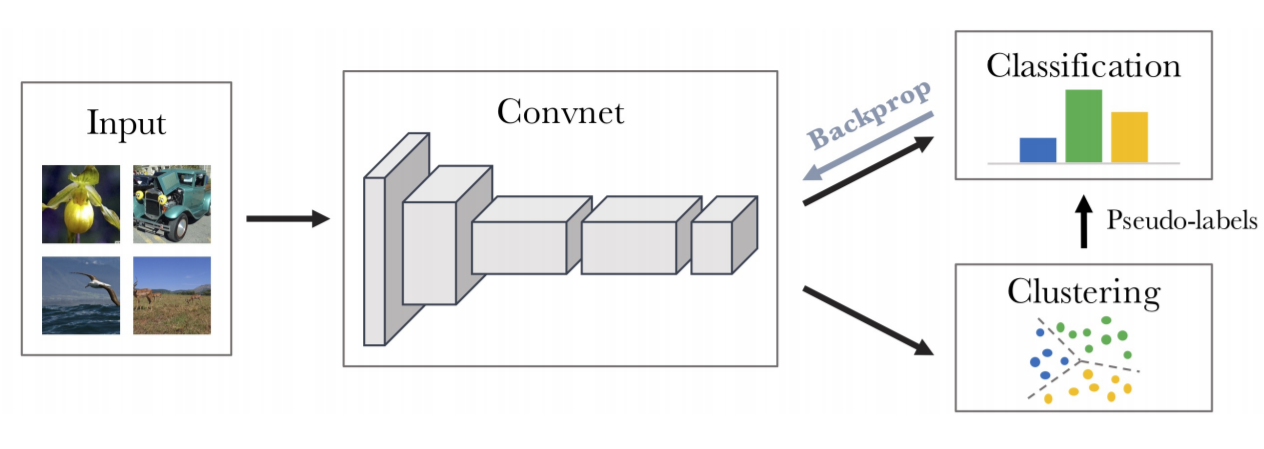 Input
Convnet
Backprop
Classification
Pseudo-labels
Clustering